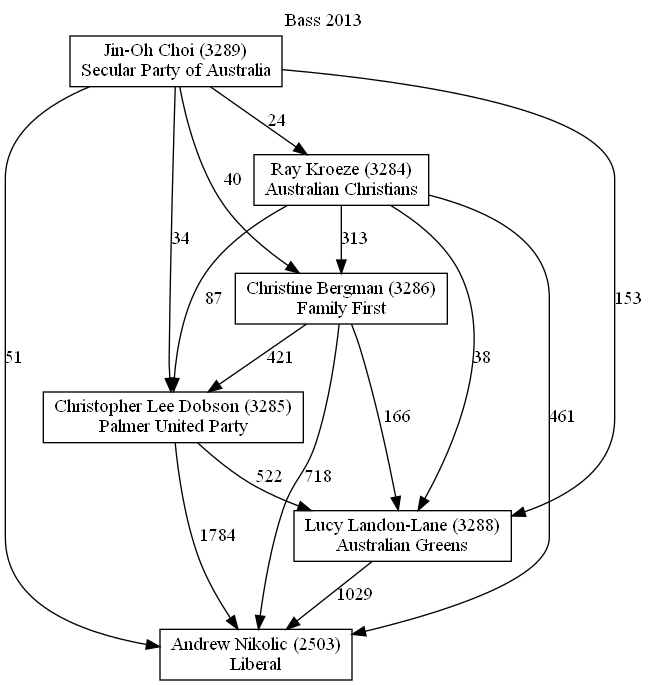 Bass 2013
Jin-Oh Choi (3289)
Secular Party of Australia
24
Ray Kroeze (3284)
Australian Christians
40
34
313
87
153
Christine Bergman (3286)
Family First
51
421
38
Christopher Lee Dobson (3285)
Palmer United Party
166
461
522
718
Lucy Landon-Lane (3288)
Australian Greens
1784
1029
Andrew Nikolic (2503)
Liberal